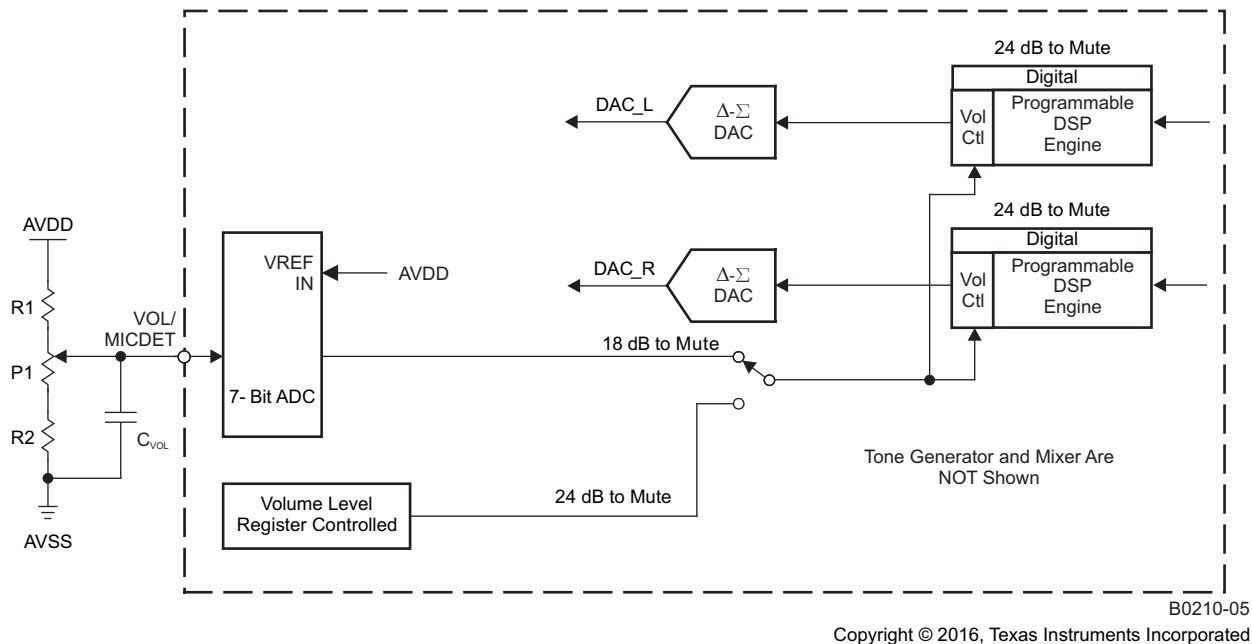 24 dB to Mute
Digital
Vol
Ctl
Programmable
DSP
Engine
DAC_L
Δ-Σ
DAC
24 dB to Mute
Digital
Vol
Ctl
Programmable
DSP
Engine
DAC_R
Δ-Σ
DAC
AVDD
VREF
IN
AVDD
R1
VOL/
MICDET
P1
7- Bit ADC
18 dB to Mute
R2
CVOL
AVSS
Volume Level
Register Controlled
24 dB to Mute
Tone Generator and Mixer Are
NOT Shown
B0210-05
Copyright © 2016, Texas Instruments Incorporated